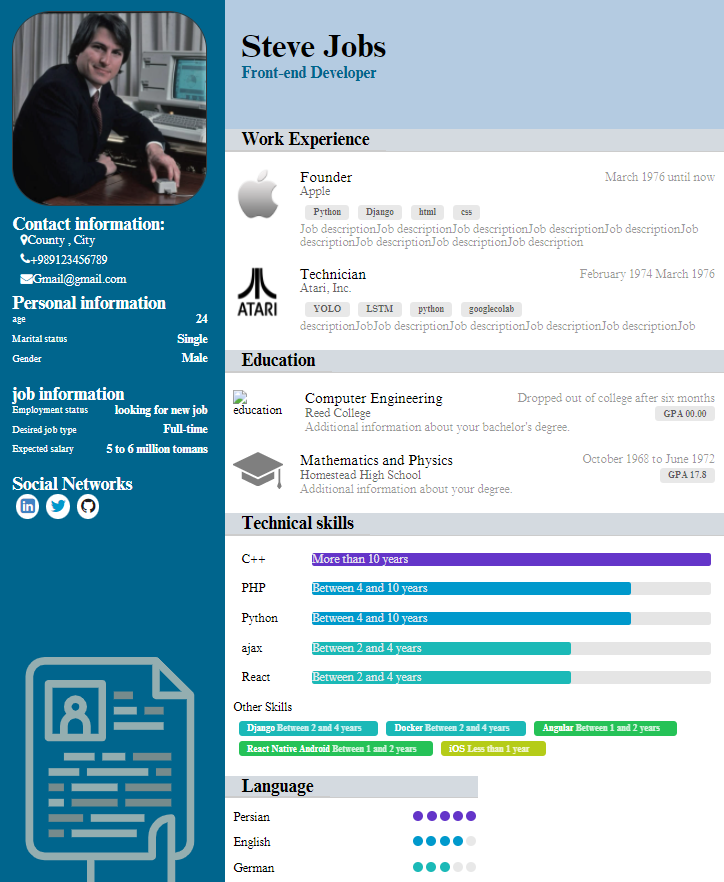 Steve Jobs
Front-end Developer
Contact information:
County , City
+989123456789
Gmail@gmail.com
Personal information
age 24
Marital status Single
Gender Male
job information
Employment status looking for new job
Desired job type Full-time
Expected salary 5 to 6 million tomans
Social Networks
in
Work Experience
Founder March 1976 until now
Apple
Python Django html css
Job descriptionJob descriptionJob descriptionJob descriptionJob descriptionJob
descriptionJob descriptionJob descriptionJob description
ATARI
Technician February 1974 March 1976
Atari, Inc.
YOLO LSTM python googlecolab
descriptionJobJob descriptionJob descriptionJob descriptionJob descriptionJob
Education
education
Computer Engineering Dropped out of college after six months
Reed College GPA 00.00
Additional information about your bachelor's degree.
Mathematics and Physics October 1968 to June 1972
Homestead High School GPA 17.8
Additional information about your degree.
Technical skills
C++ More than 10 years
PHP Between 4 and 10 years
Python Between 4 and 10 years
ajax Between 2 and 4 years
React Between 2 and 4 years
Other Skills
Django Between 2 and 4 years Docker Between 2 and 4 years Angular Between 1 and 2 years
React Native Android Between 1 and 2 years iOS Less than 1 year
Language
Persian
English
German